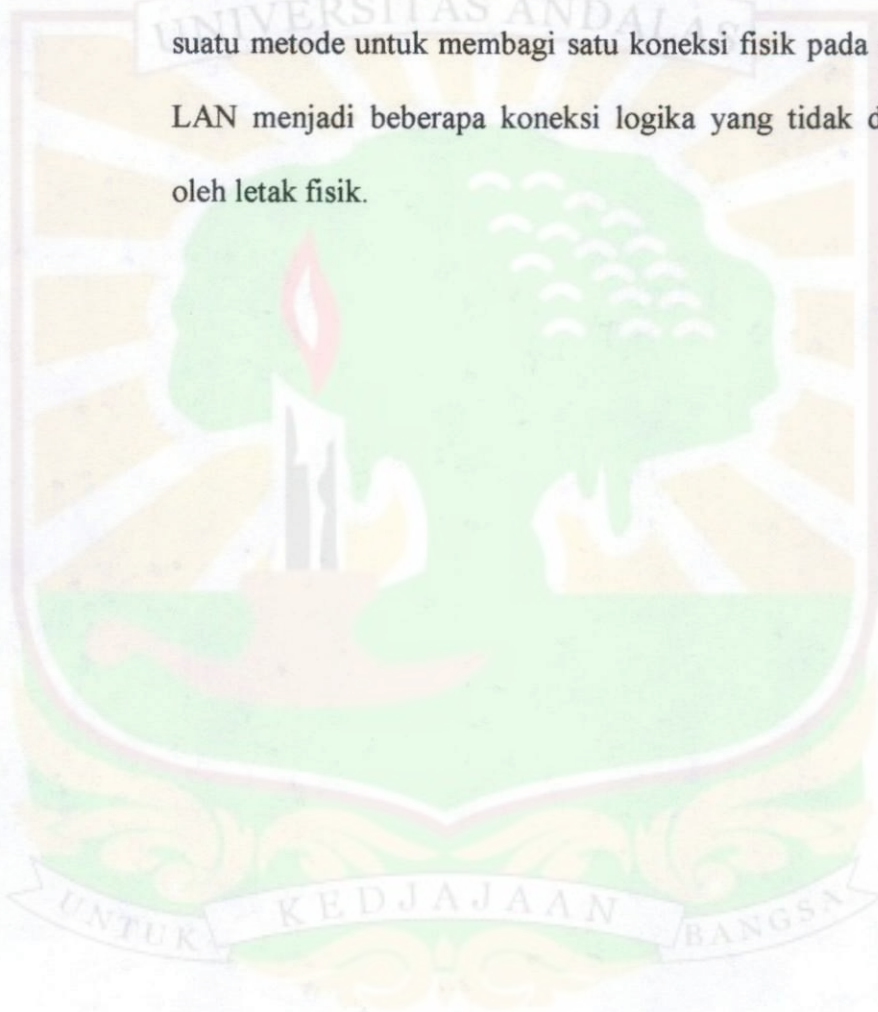 UNIVERSITAS ANDALAS
suatu metode untuk membagi satu koneksi fisik pada
LAN menjadi beberapa koneksi logika yang tidak d
oleh letak fisik.
UNTUK KEDJAJAAN BANGSA